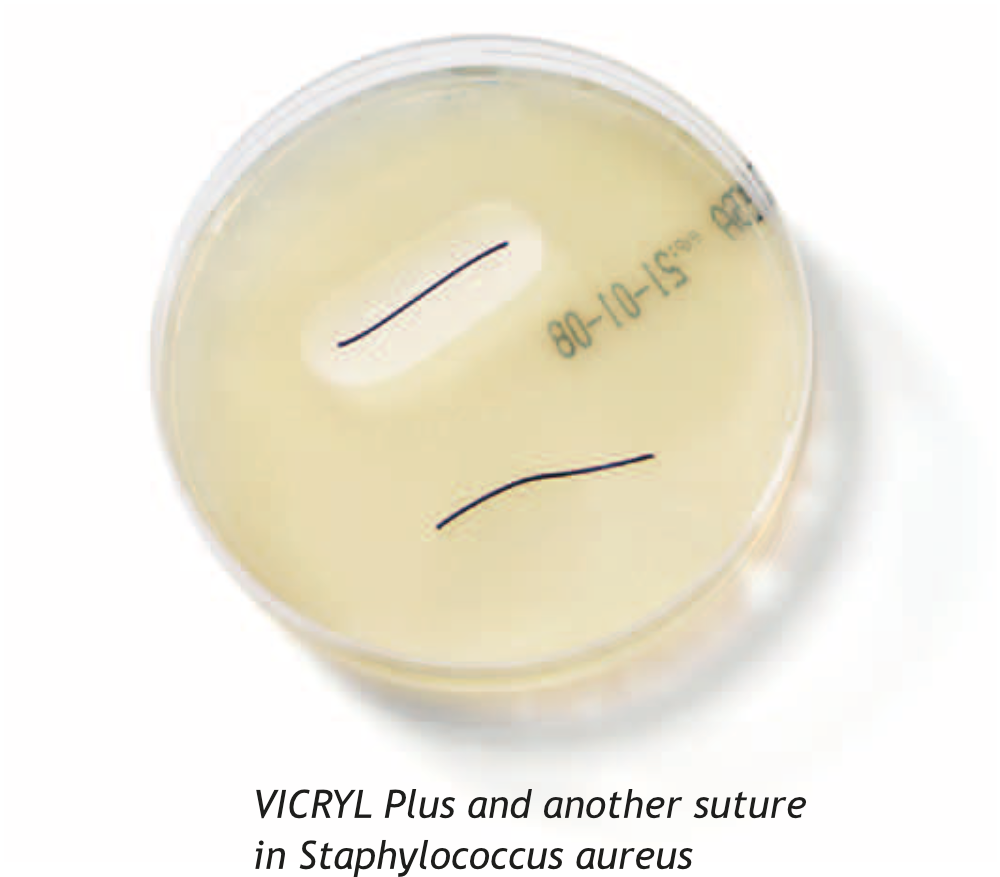 VICRYL Plus and another suture
in Staphylococcus aureus